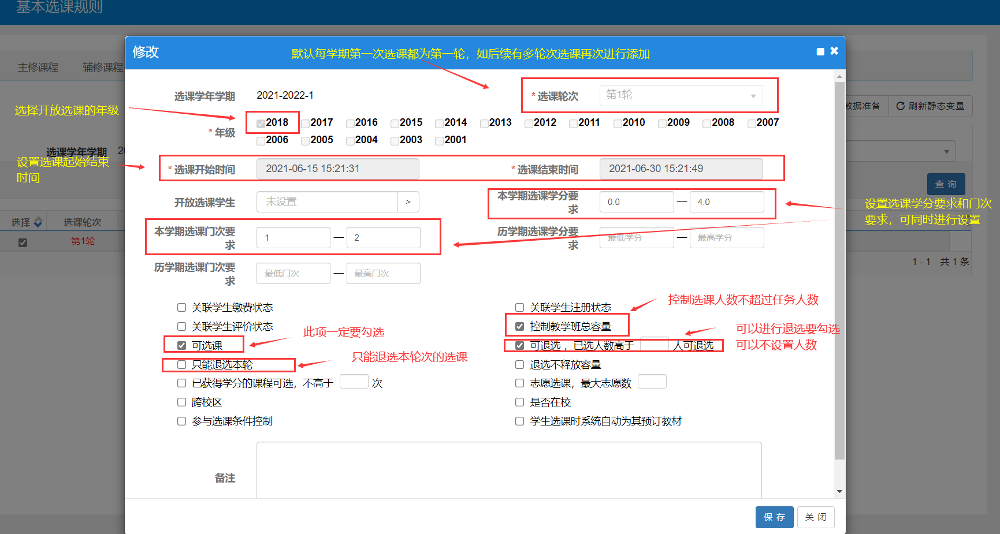 基本选课规则
修改
默认每学期第一次选课都为第一轮，如后续有多轮次选课再次进行添加
主修课程 辅修课程
选课学年学期 2021-2022-1 *选课轮次 第1轮
数据准备 刷新静态变量
选择开放选课的年级
*年级 2018 2017 2016 2015 2014 2013 2012 2011 2010 2009 2008 2007
2006 2005 2004 2003 2001
选课学年学期
设置选课起始结束
时间
*选课开始时间 2021-06-15 15:21:31 *选课结束时间 2021-06-30 15:21:49
查 询
开放选课学生 未设置 > 本学期选课学分要
求 0.0 — 4.0
设置选课学分要求和门次
要求，可同时进行设置
选择 选课轮次
第1轮
本学期选课门次要
求 1 — 2
历学期选课学分要
求 最低学分 — 最高学分
1 - 1 共 1 条
历学期选课门次要
求 最低门次 — 最高门次
关联学生缴费状态 关联学生注册状态
控制选课人数不超过任务人数
关联学生评价状态 控制教学班总容量
此项一定要勾选
可以进行退选要勾选
可以不设置人数
可选课 可退选，已选人数高于 人可退选
只能退选本轮次的选课
只能退选本轮 退选不释放容量
已获得学分的课程可选，不高于 次 志愿选课，最大志愿数
跨校区 是否在校
参与选课条件控制 学生选课时系统自动为其预订教材
备注
保 存 关 闭